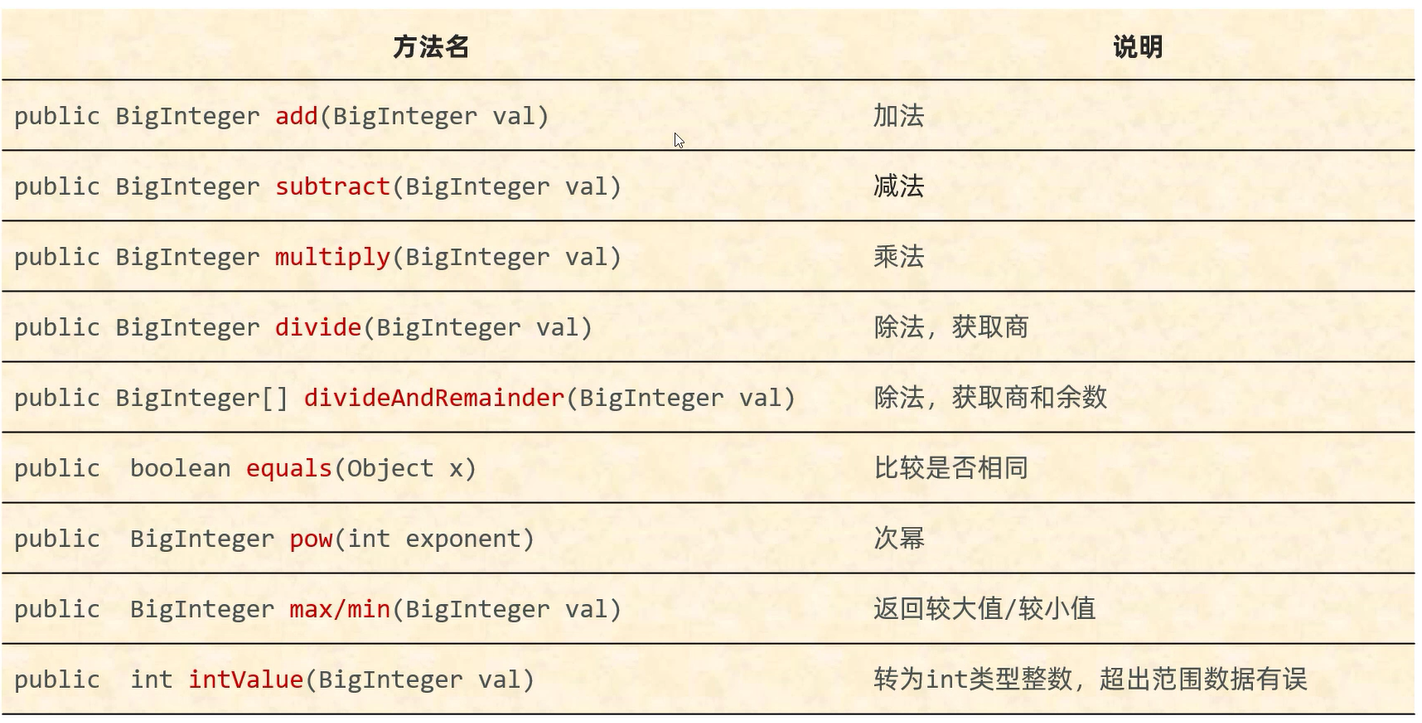 方法名 说明
public BigInteger add(BigInteger val) 加法
public BigInteger subtract(BigInteger val) 减法
public BigInteger multiply(BigInteger val) 乘法
public BigInteger divide(BigInteger val) 除法，获取商
public BigInteger[] divideAndRemainder(BigInteger val) 除法，获取商和余数
public  boolean equals(Object x) 比较是否相同
public  BigInteger pow(int exponent) 次幂
public  BigInteger max/min(BigInteger val) 返回较大值/较小值
public  int intValue(BigInteger val) 转为int类型整数，超出范围数据有误